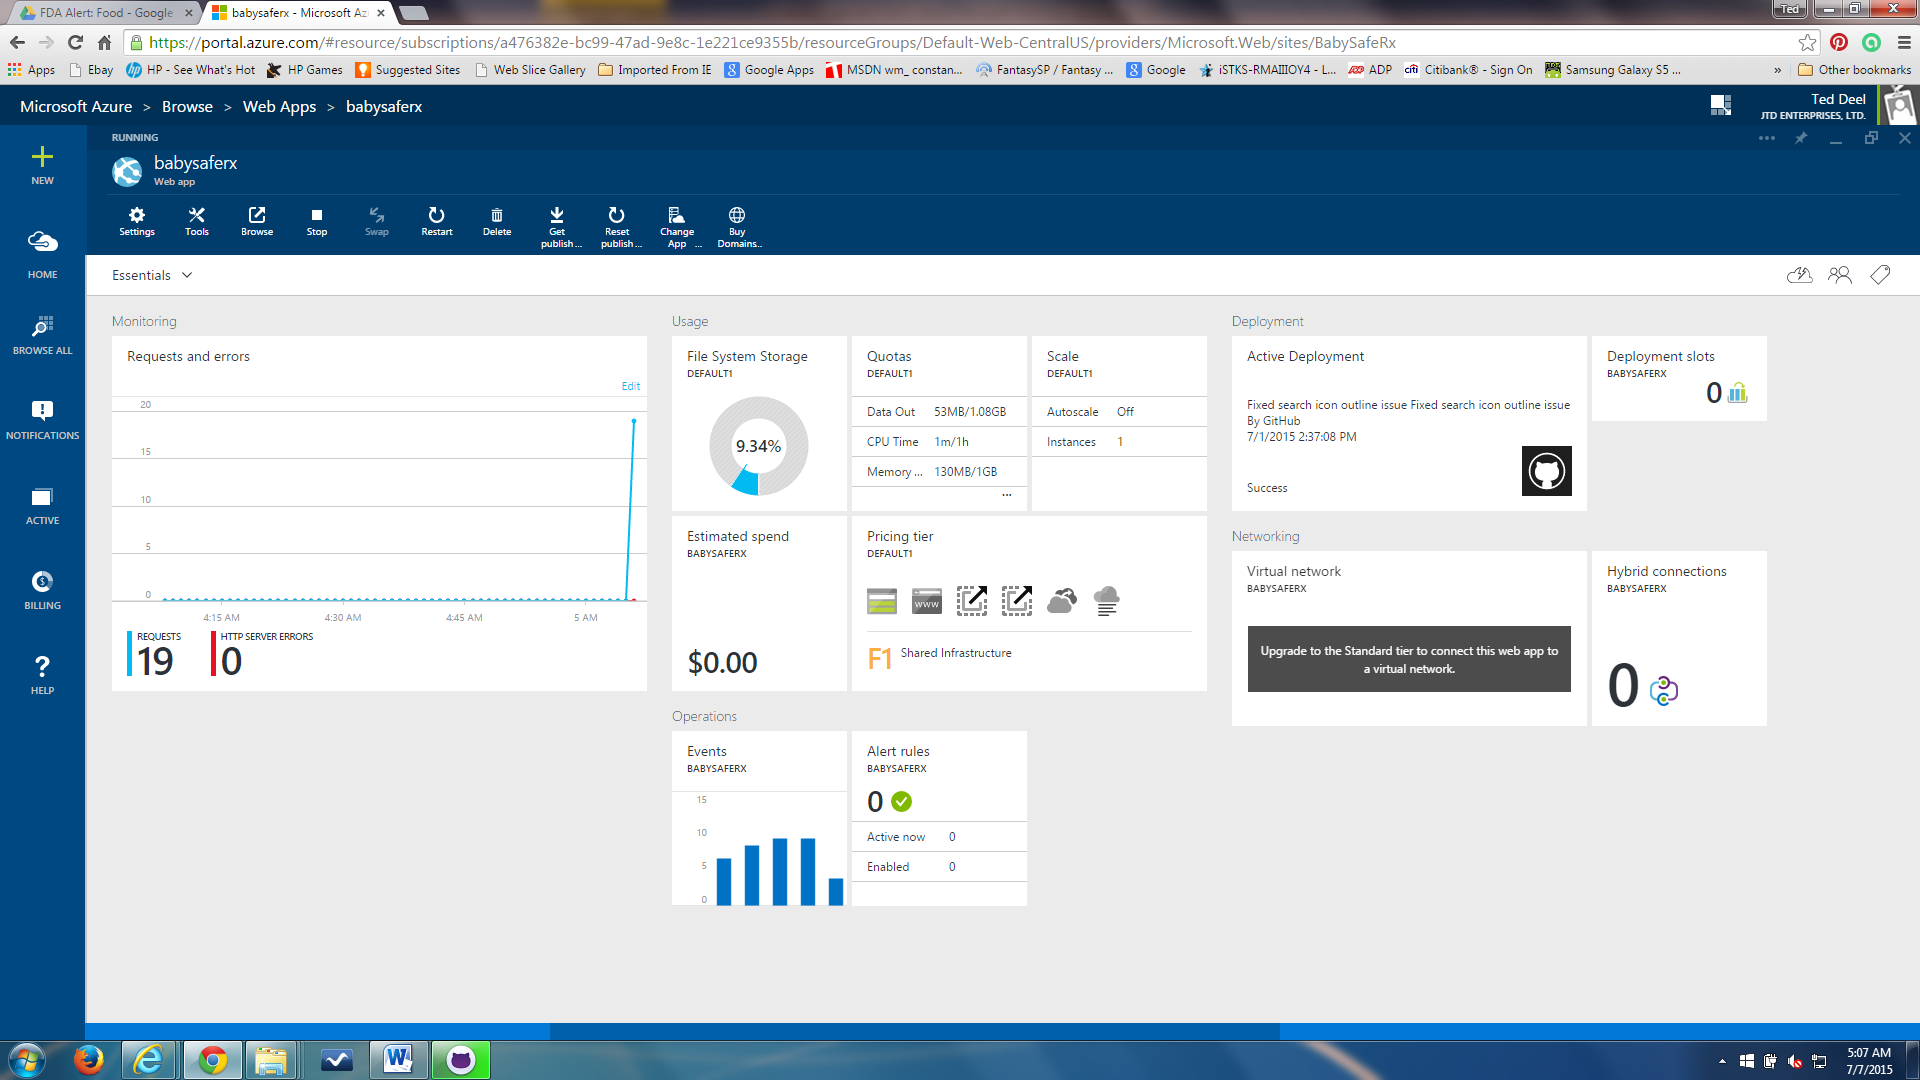 FDA Alert: Food - Google
babysaferx - Microsoft Az
Ted
https://portal.azure.com/#resource/subscriptions/a476382e-bc99-47ad-9e8c-1e221ce9355b/resourceGroups/Default-Web-CentralUS/providers/Microsoft.Web/sites/BabySafeRx
Apps Ebay HP - See What's Hot HP Games Suggested Sites Web Slice Gallery Imported From IE Google Apps MSDN wm_ constan... FantasySP / Fantasy ... Google iSTKS-RMAIIIOY4 - L... ADP Citibank® - Sign On Samsung Galaxy S5 ... » Other bookmarks
Microsoft Azure > Browse > Web Apps > babysaferx
Ted Deel
JTD ENTERPRISES, LTD.
NEW
HOME
BROWSE ALL
NOTIFICATIONS
ACTIVE
BILLING
HELP
RUNNING
babysaferx
Web app
Settings
Tools
Browse
Stop
Swap
Restart
Delete
Get publish ...
Reset publish ...
Change App ...
Buy Domains..
Essentials
Monitoring
Requests and errors
Edit
20
15
10
5
0
4:15 AM 4:30 AM 4:45 AM 5 AM
REQUESTS
19
HTTP SERVER ERRORS
0
Usage
File System Storage
DEFAULT1
9.34%
Quotas
DEFAULT1
Data Out 53MB/1.08GB
CPU Time 1m/1h
Memory ... 130MB/1GB
...
Scale
DEFAULT1
Autoscale Off
Instances 1
Estimated spend
BABYSAFERX
$0.00
Pricing tier
DEFAULT1
WWW
F1 Shared Infrastructure
Operations
Events
BABYSAFERX
15
10
5
0
Alert rules
BABYSAFERX
0
Active now 0
Enabled 0
Deployment
Active Deployment
Fixed search icon outline issue Fixed search icon outline issue
By GitHub
7/1/2015 2:37:08 PM
Success
Deployment slots
BABYSAFERX
0
Networking
Virtual network
BABYSAFERX
Upgrade to the Standard tier to connect this web app to
a virtual network.
Hybrid connections
BABYSAFERX
0
5:07 AM
7/7/2015